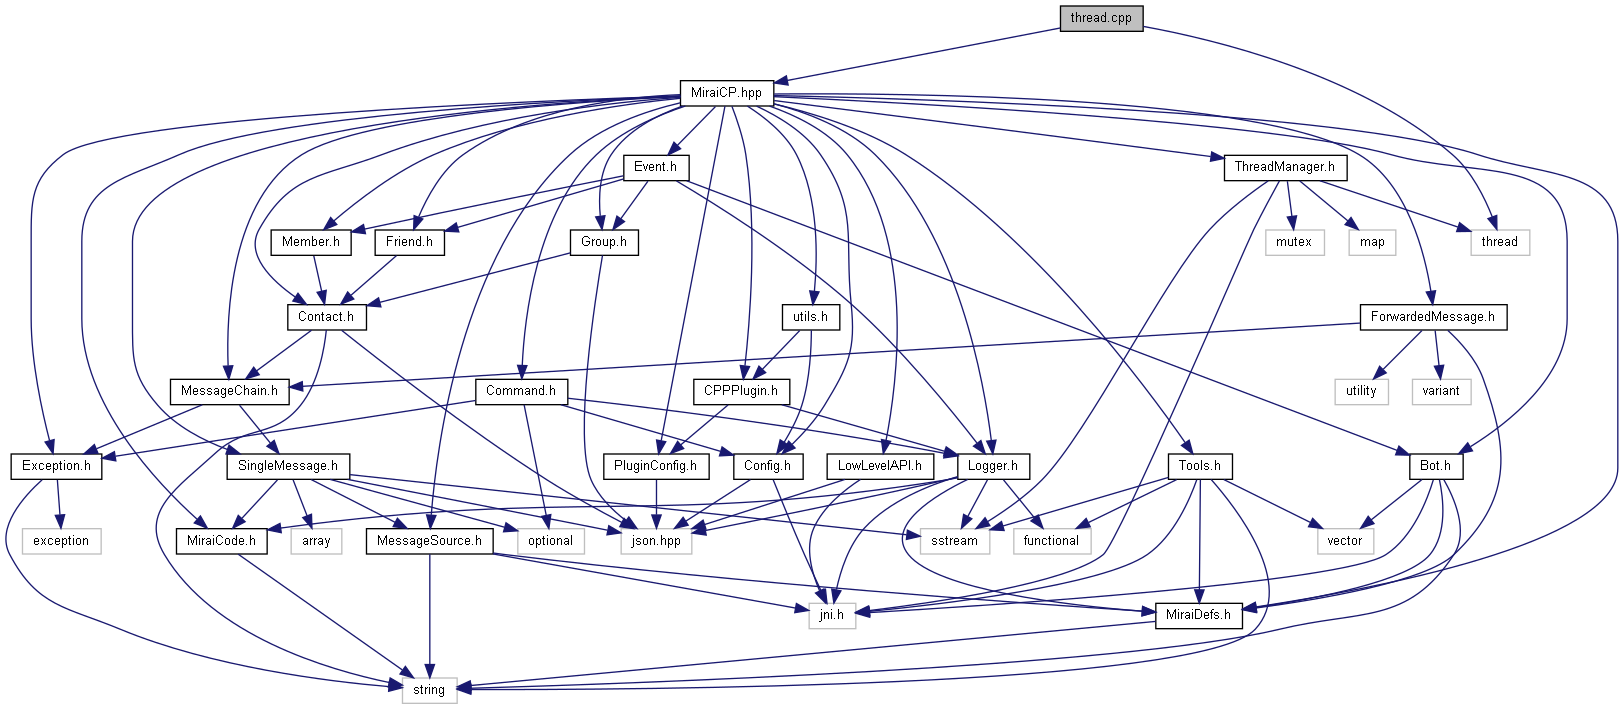 thread.cpp
MiraiCP.hpp
Event.h
ThreadManager.h
Member.h
Friend.h
Group.h
mutex
map
thread
Contact.h
utils.h
ForwardedMessage.h
MessageChain.h
Command.h
CPPPlugin.h
utility
variant
Exception.h
SingleMessage.h
PluginConfig.h
Config.h
LowLevelAPI.h
Logger.h
Tools.h
Bot.h
exception
MiraiCode.h
array
MessageSource.h
optional
json.hpp
sstream
functional
vector
jni.h
MiraiDefs.h
string